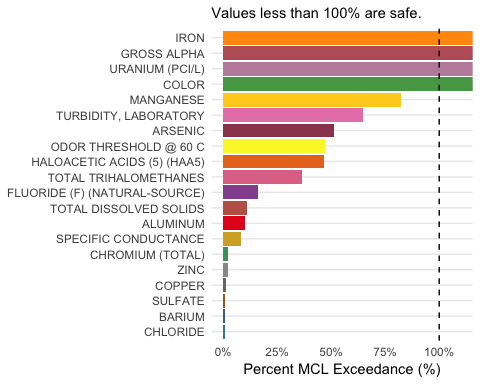 Values less than 100% are safe.
IRON
GROSS ALPHA
URANIUM (PCI/L)
COLOR
MANGANESE
TURBIDITY, LABORATORY
ARSENIC
ODOR THRESHOLD @ 60 C
HALOACETIC ACIDS (5) (HAA5)
TOTAL TRIHALOMETHANES
FLUORIDE (F) (NATURAL-SOURCE)
TOTAL DISSOLVED SOLIDS
ALUMINUM
SPECIFIC CONDUCTANCE
CHROMIUM (TOTAL)
ZINC
COPPER
SULFATE
BARIUM
CHLORIDE
0% 25% 50% 75% 100%
Percent MCL Exceedance (%)